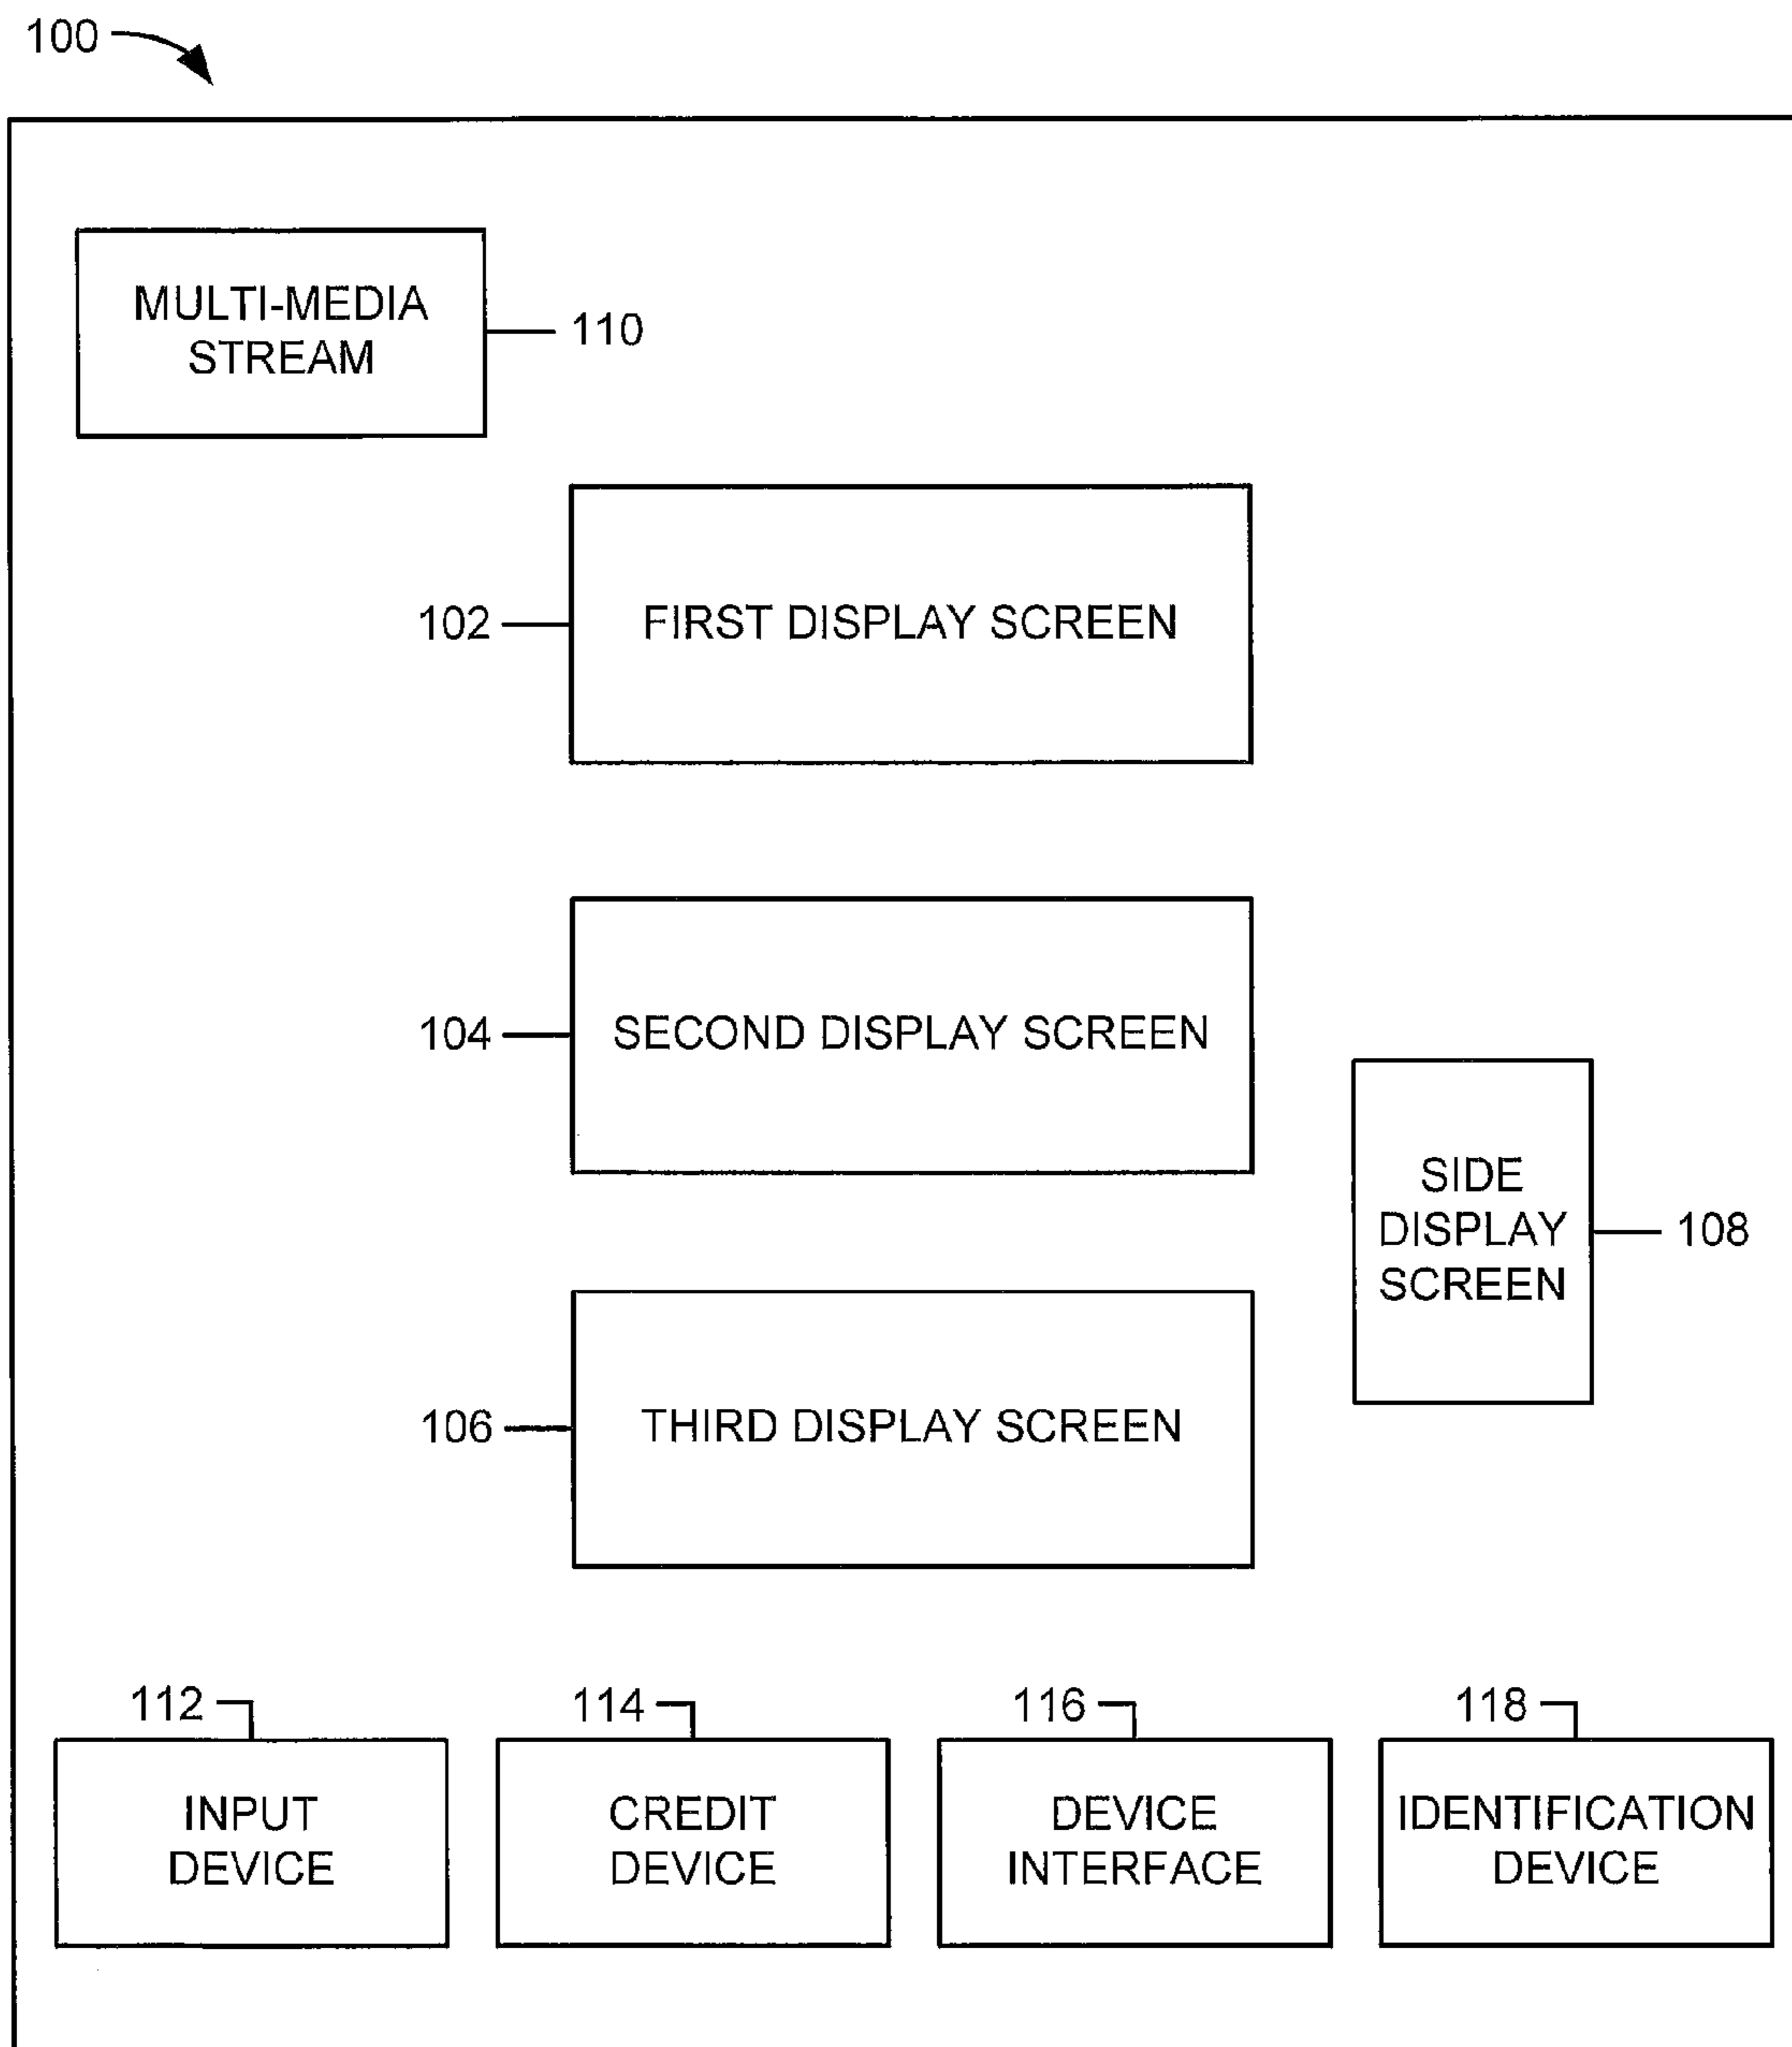 100
MULTI-MEDIA
STREAM
110
102
FIRST DISPLAY SCREEN
104
SECOND DISPLAY SCREEN
SIDE
DISPLAY
SCREEN
108
106
THIRD DISPLAY SCREEN
112
114
116
118
INPUT
DEVICE
CREDIT
DEVICE
DEVICE
INTERFACE
IDENTIFICATION
DEVICE